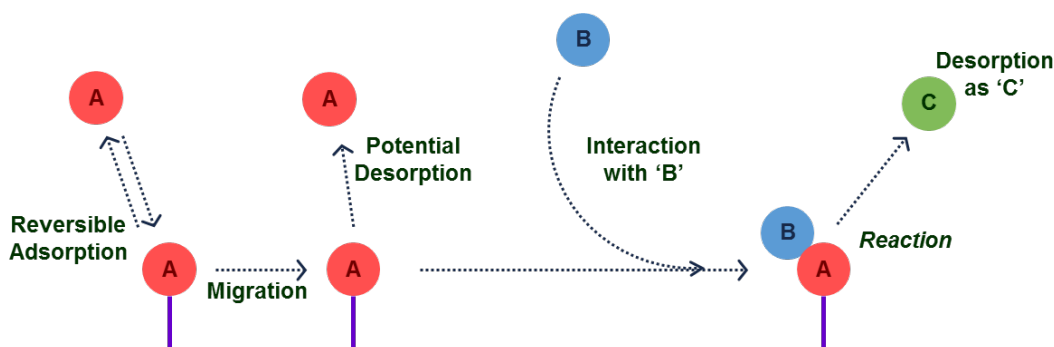 B
Desorption
as ‘C’
A
A
C
Potential
Desorption
Interaction
with ‘B’
Reversible
Adsorption
B
Reaction
A
A
A
Migration